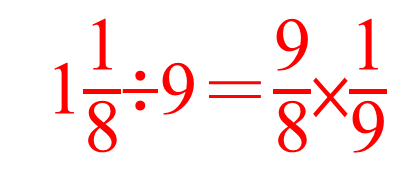 1 1/8 ÷ 9 = 9/8 × 1/9